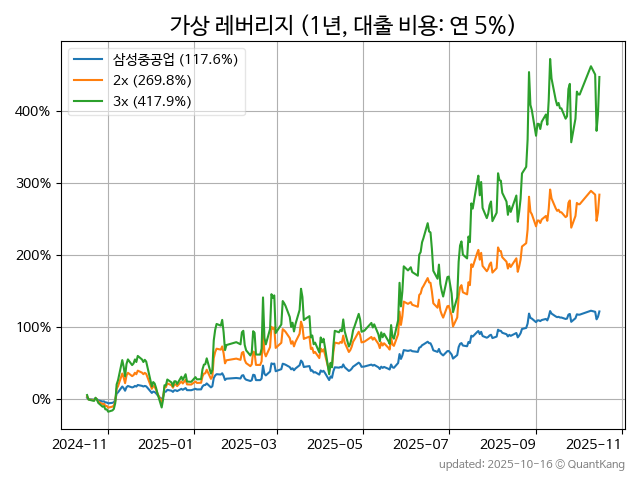 가상 레버리지 (1년, 대출 비용: 연 5%)
삼성중공업 (117.6%)
2x (269.8%)
3x (417.9%)
400%
300%
200%
100%
0%
2024-11 2025-01 2025-03 2025-05 2025-07 2025-09 2025-11
updated: 2025-10-16 © QuantKang